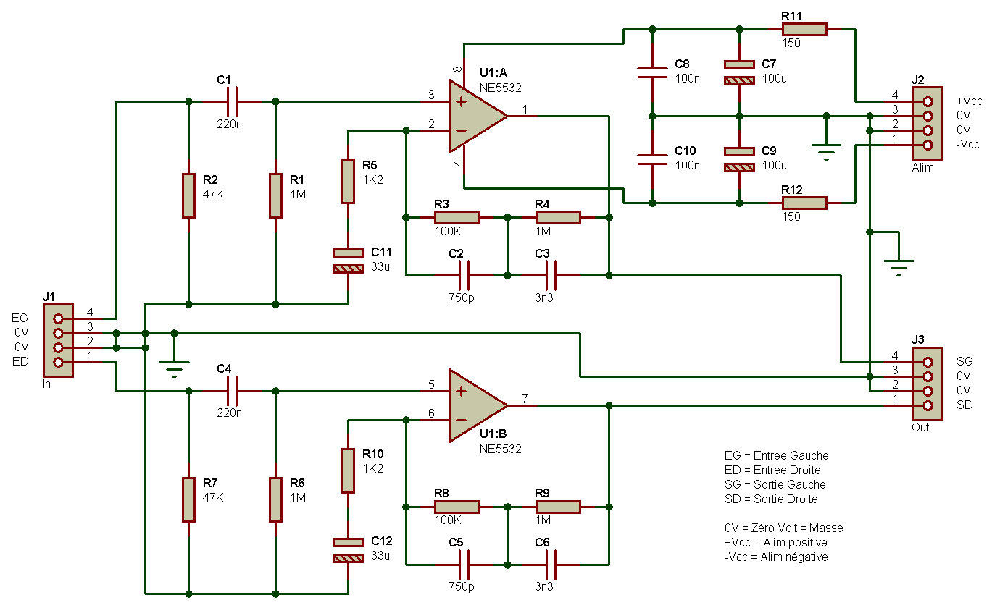 R11
150
C8
100n
C7
100u
J2
4
+Vcc
3
0V
2
0V
1
-Vcc
Alim
C10
100n
C9
100u
R12
150
C1
220n
R2
47K
R1
1M
R5
1K2
C11
33u
3
2
8
4
1
U1:A
NE5532
R3
100K
R4
1M
C2
750p
C3
3n3
J1
EG
4
0V
3
0V
2
ED
1
In
C4
220n
R7
47K
R6
1M
R10
1K2
C12
33u
5
6
7
U1:B
NE5532
R8
100K
R9
1M
C5
750p
C6
3n3
J3
4
SG
3
0V
2
0V
1
SD
Out
EG = Entree Gauche
ED = Entree Droite
SG = Sortie Gauche
SD = Sortie Droite
0V = Zéro Volt = Masse
+Vcc = Alim positive
-Vcc = Alim négative